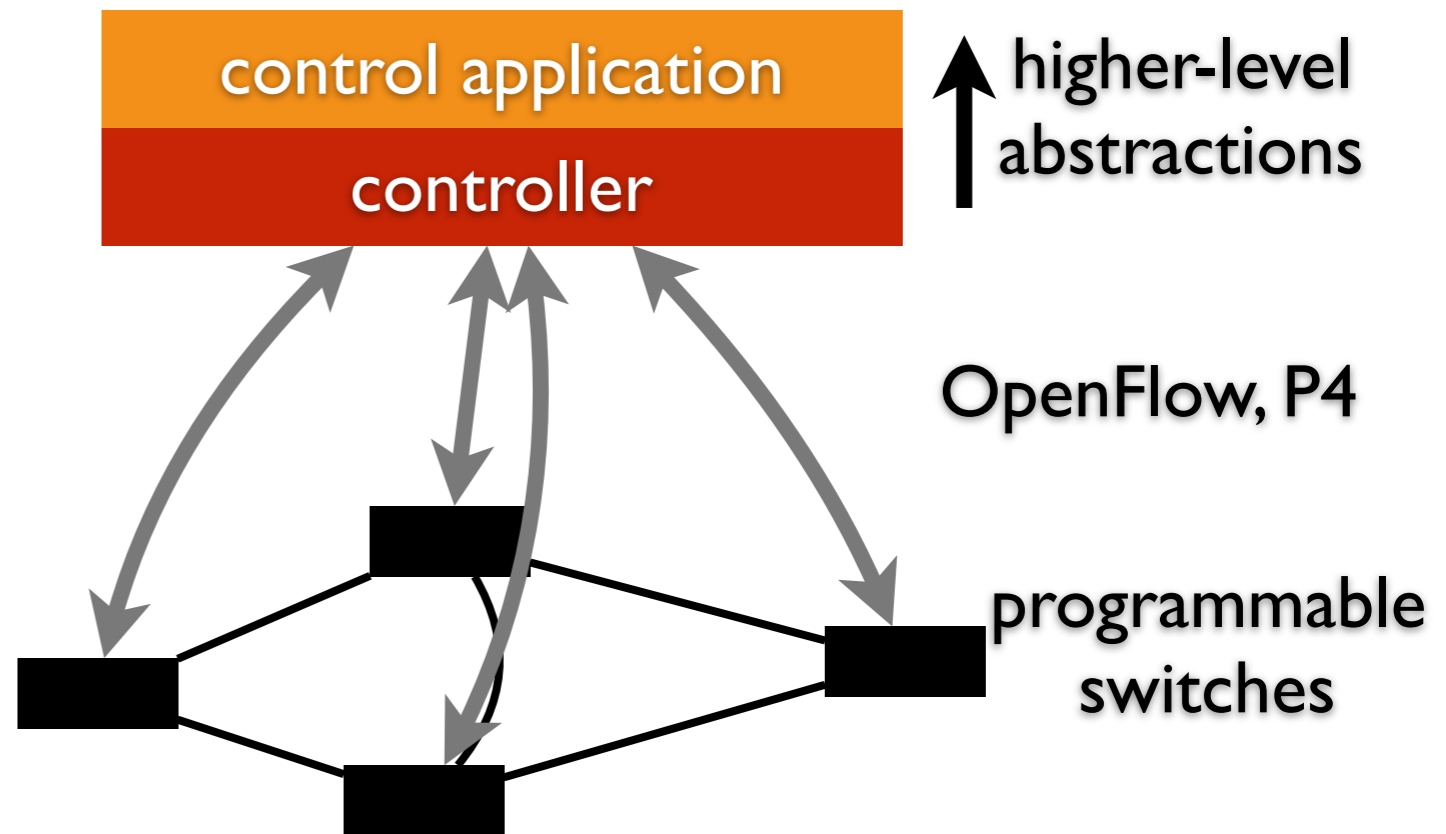 control application
controller
higher-level
abstractions
OpenFlow, P4
programmable
switches